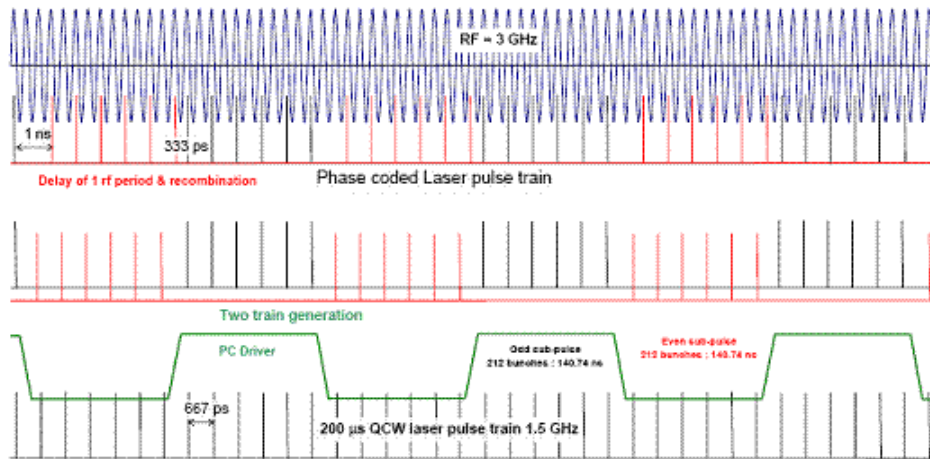 RF = 3 GHz
1 ns
333 ps
Delay of 1 rf period & recombination
Phase coded Laser pulse train
Two train generation
PC Driver
Odd sub-pulse
212 bunches : 140.74 ns
Even sub-pulse
212 bunches : 140.74 ns
667 ps
200 µs QCW laser pulse train 1.5 GHz